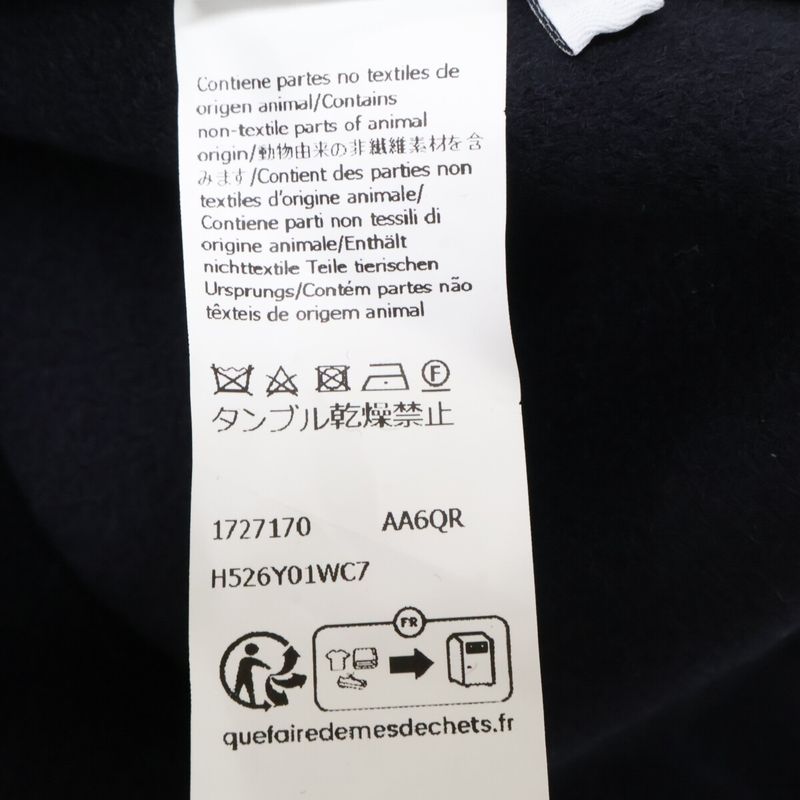 Contiene partes no textiles de
origen animal/Contains
non-textile parts of animal
origin/動物由来の非繊維素材を含
みます/Contient des parties non
textiles d'origine animale/
Contiene parti non tessili di
origine animale/Enthält
nichttextile Teile tierischen
Ursprungs/Contém partes não
têxteis de origem animal
F
タンブル乾燥禁止
1727170 AA6QR
H526Y01WC7
FR
quefairedemesdechets.fr